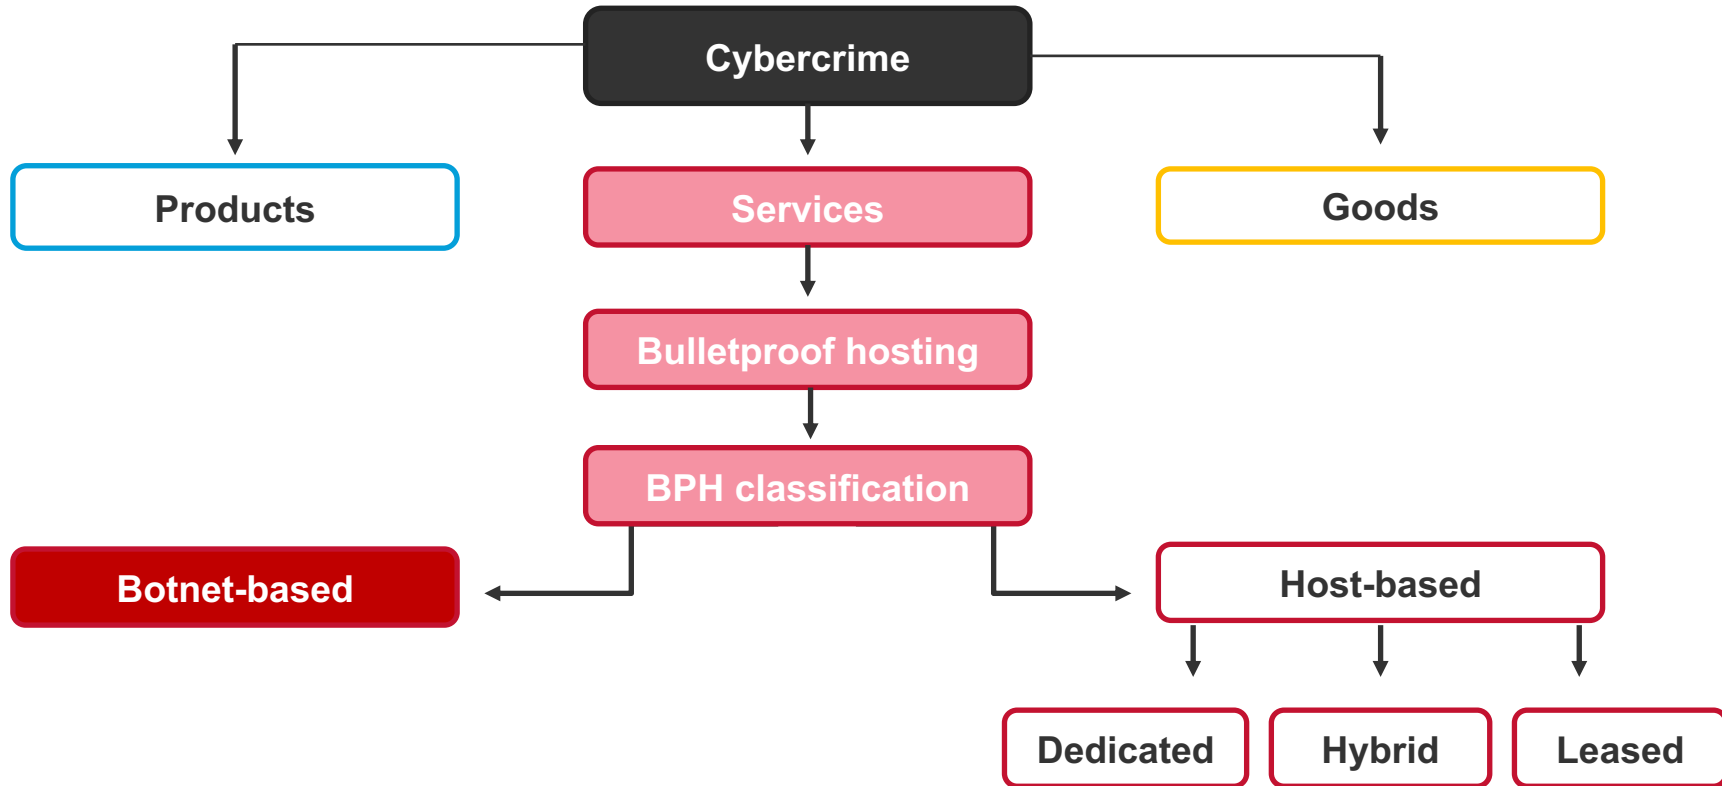 Cybercrime
Products
Services
Goods
Bulletproof hosting
BPH classification
Botnet-based
Host-based
Dedicated
Hybrid
Leased